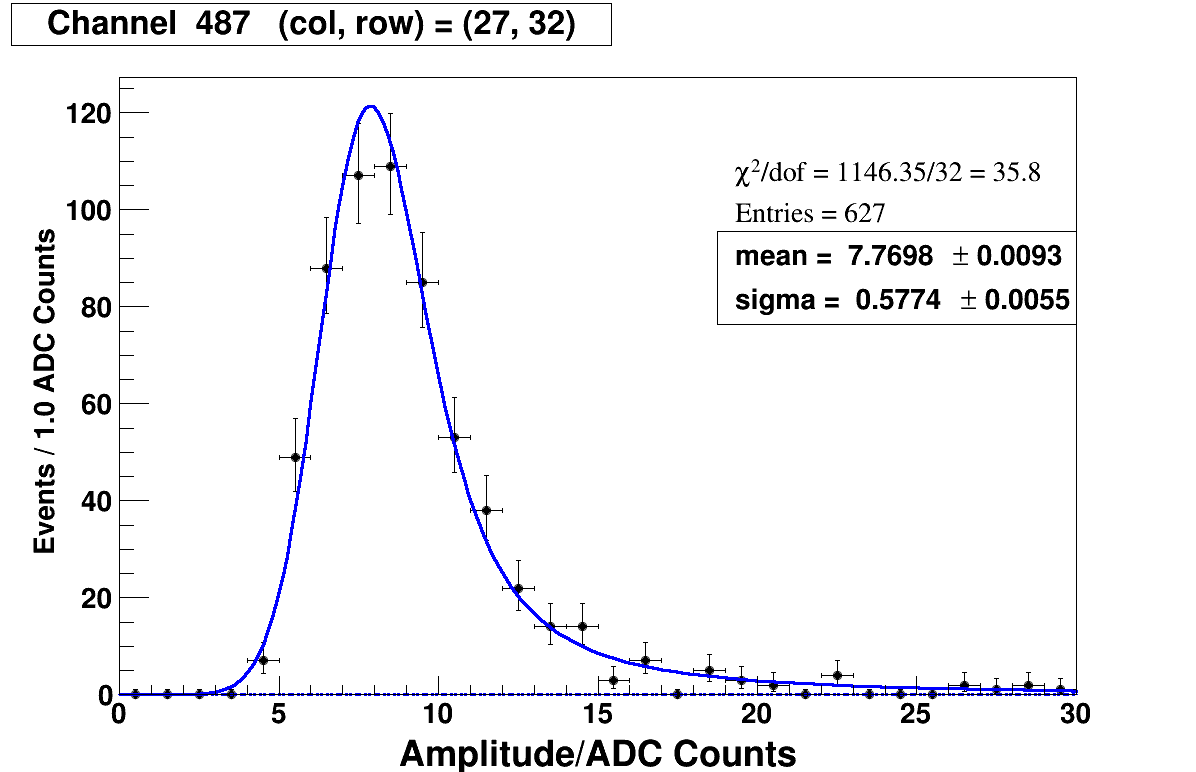 Channel 487 (col, row) = (27, 32)
χ²/dof = 1146.35/32 = 35.8
Entries = 627
mean = 7.7698 ± 0.0093
sigma = 0.5774 ± 0.0055
Events / 1.0 ADC Counts
120
100
80
60
40
20
0
0 5 10 15 20 25 30
Amplitude/ADC Counts